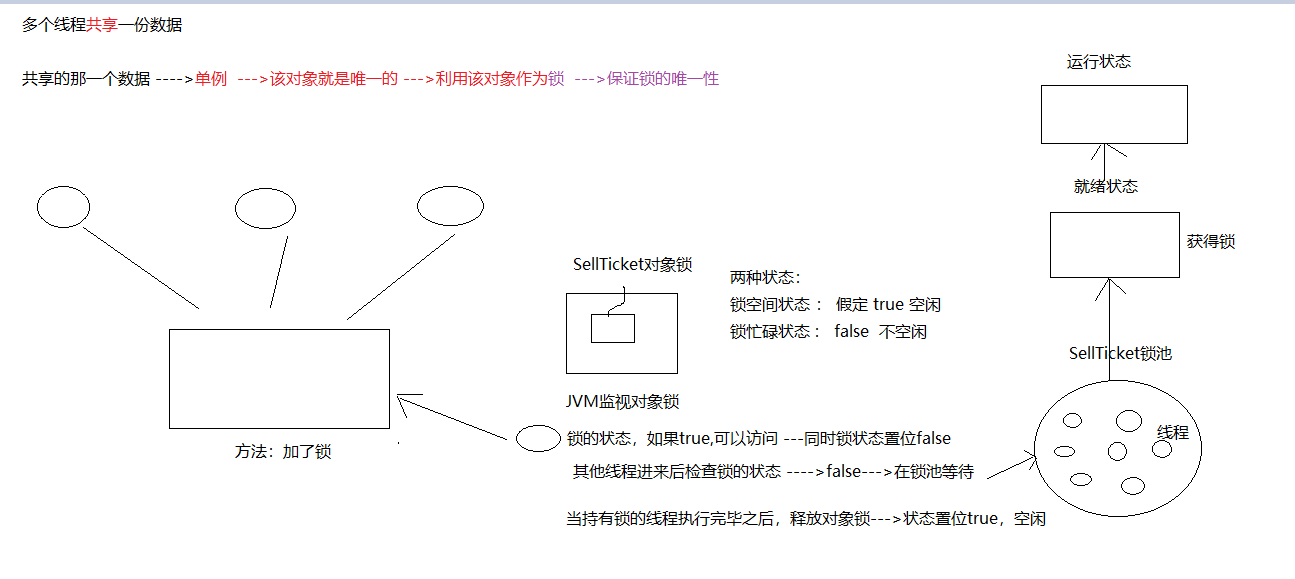 多个线程共享一份数据
共享的那一个数据 ---->单例 --->该对象就是唯一的 --->利用该对象作为锁 --->保证锁的唯一性
运行状态
就绪状态
获得锁
SellTicket对象锁
两种状态：
锁空间状态 ： 假定 true 空闲
锁忙碌状态 ： false 不空闲
SellTicket锁池
JVM监视对象锁
线程
方法：加了锁
锁的状态，如果true,可以访问 ---同时锁状态置位false
其他线程进来后检查锁的状态 ---->false--->在锁池等待
当持有锁的线程执行完毕之后，释放对象锁--->状态置位true，空闲